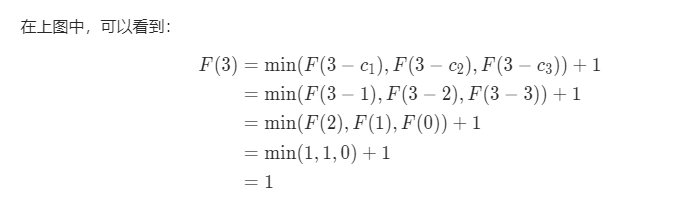 在上图中，可以看到：
F(3) = min(F(3 − c₁), F(3 − c₂), F(3 − c₃)) + 1
= min(F(3 − 1), F(3 − 2), F(3 − 3)) + 1
= min(F(2), F(1), F(0)) + 1
= min(1, 1, 0) + 1
= 1